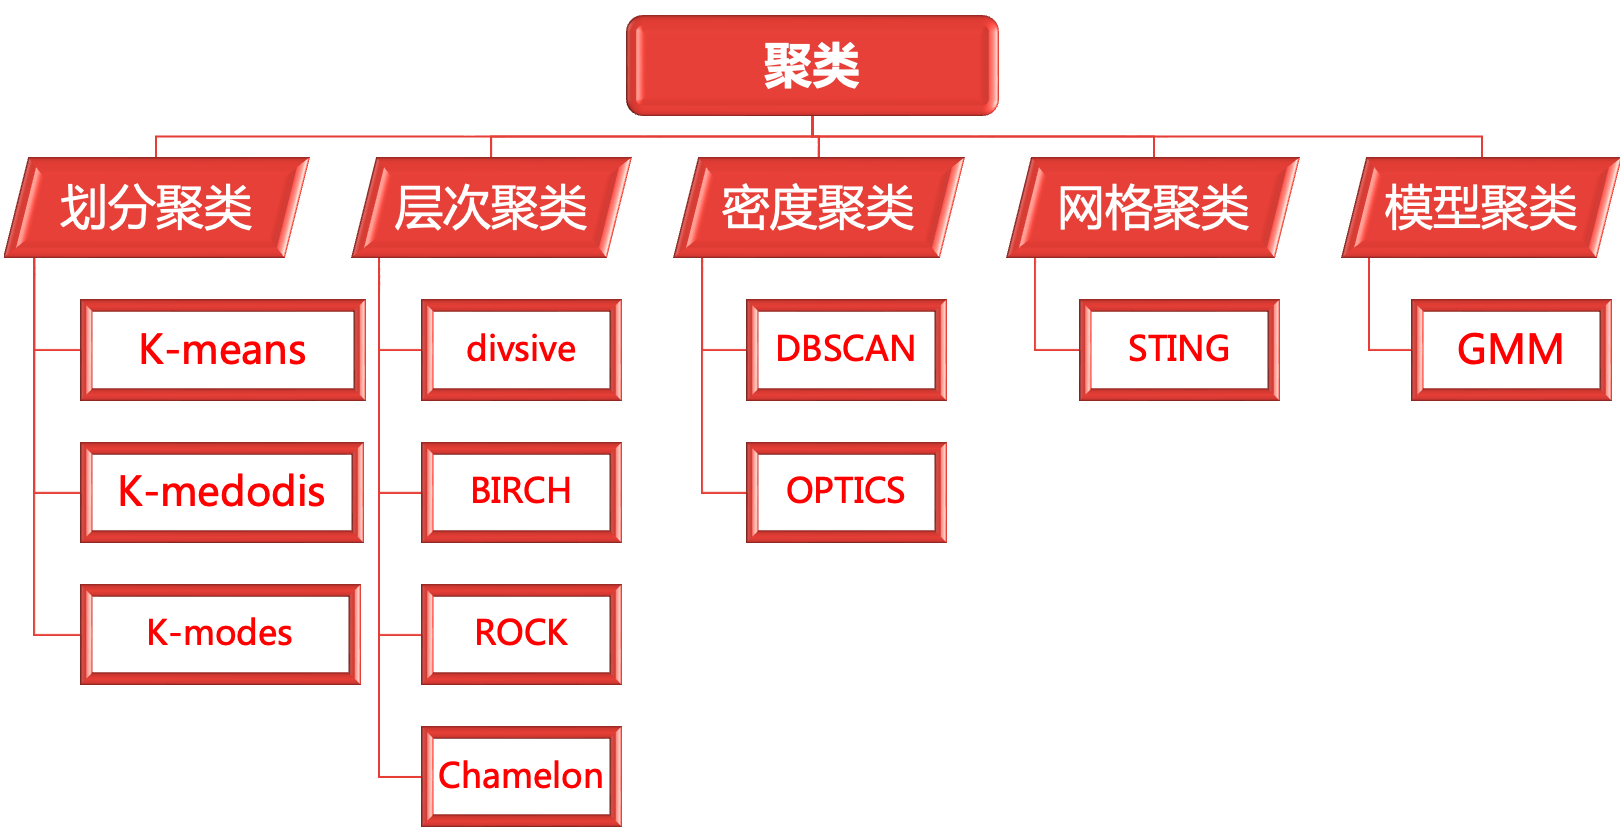 聚类
划分聚类
层次聚类
密度聚类
网格聚类
模型聚类
K-means
divsive
DBSCAN
STING
GMM
K-medodis
BIRCH
OPTICS
K-modes
ROCK
Chamelon